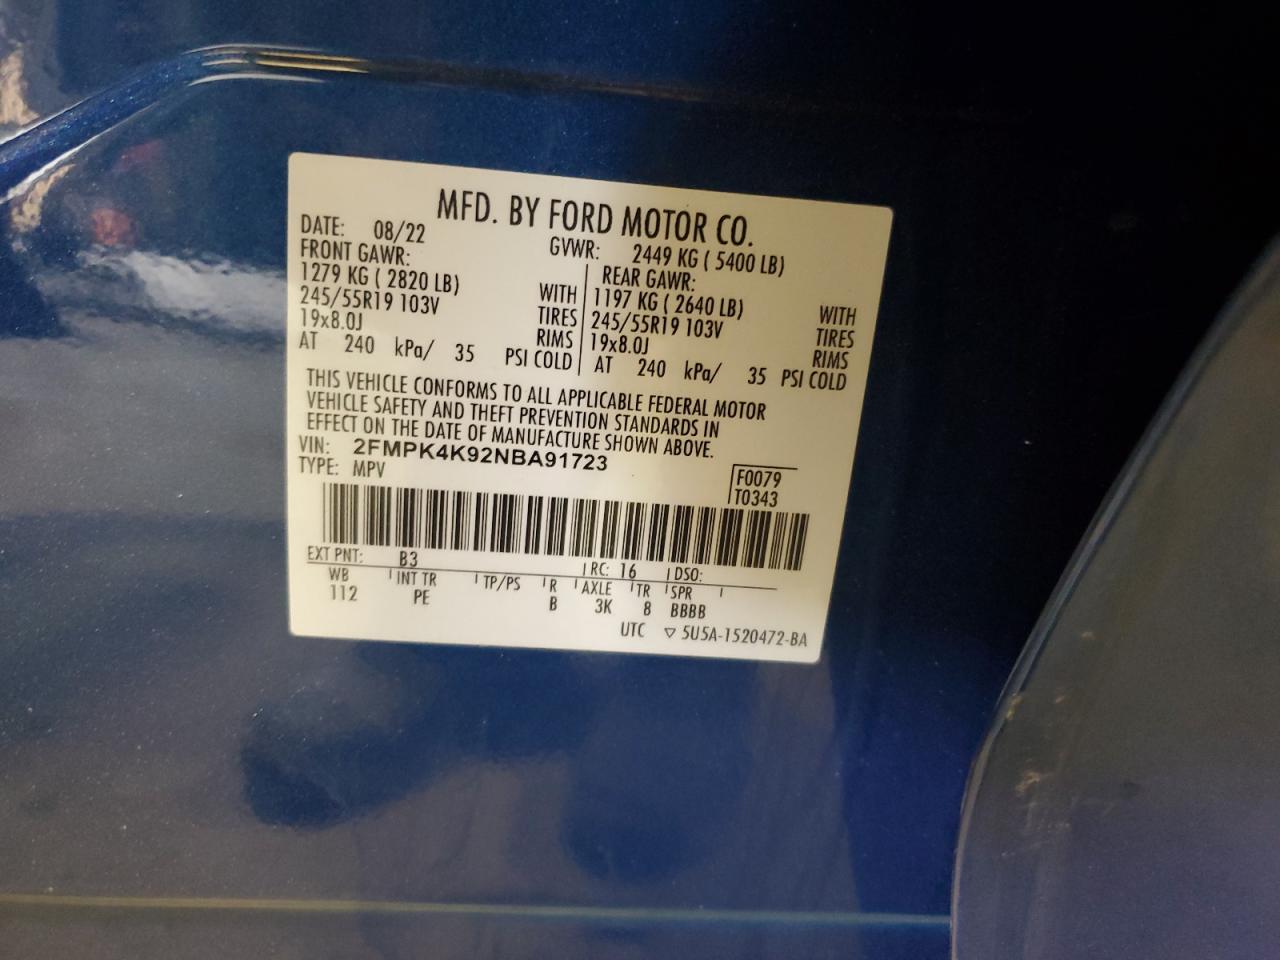 MFD. BY FORD MOTOR CO.
DATE: 08/22 GVWR: 2449 KG ( 5400 LB)
FRONT GAWR: REAR GAWR:
1279 KG ( 2820 LB) WITH 1197 KG ( 2640 LB) WITH
245/55R19 103V TIRES 245/55R19 103V TIRES
19x8.0J RIMS 19x8.0J RIMS
AT 240 kPa/ 35 PSI COLD AT 240 kPa/ 35 PSI COLD
THIS VEHICLE CONFORMS TO ALL APPLICABLE FEDERAL MOTOR
VEHICLE SAFETY AND THEFT PREVENTION STANDARDS IN
EFFECT ON THE DATE OF MANUFACTURE SHOWN ABOVE.
VIN: 2FMPK4K92NBA91723
TYPE: MPV F0079
T0343
EXT PNT: B3 RC: 16 DSO:
WB INT TR TP/PS R AXLE TR SPR
112 PE B 3K 8 BBBB
UTC ▽ 5U5A-1520472-BA